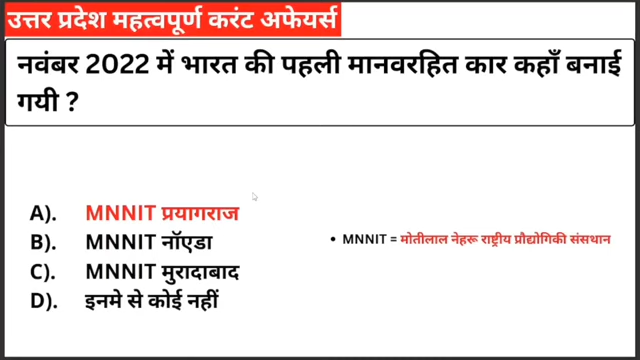 उत्तर प्रदेश महत्वपूर्ण करंट अफेयर्स
नवंबर 2022 में भारत की पहली मानवरहित कार कहाँ बनाई
गयी ?
A). MNNIT प्रयागराज
B). MNNIT नॉएडा
• MNNIT = मोतीलाल नेहरू राष्ट्रीय प्रौद्योगिकी संसथान
C). MNNIT मुरादाबाद
D). इनमे से कोई नहीं